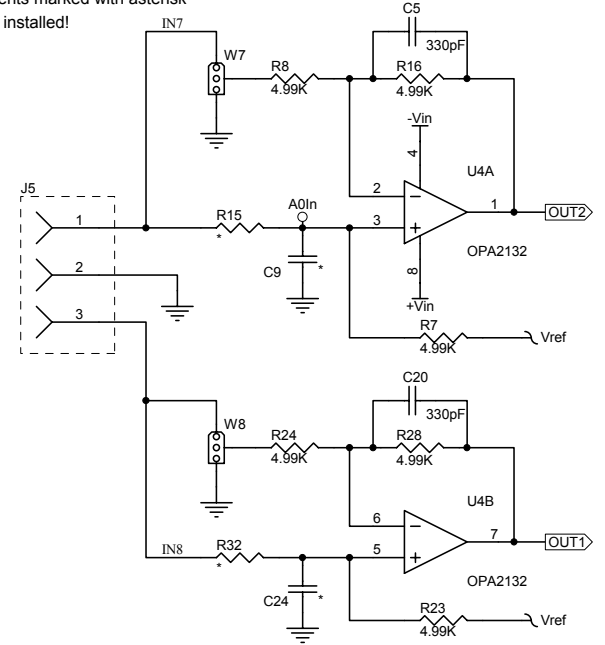 ents marked with asterisk
installed!
IN7
C5
330pF
W7
R8
4.99K
R16
4.99K
-Vin
4
U4A
2
J5
1
R15
*
A0In
3
1
OUT2
OPA2132
C9
*
8
+Vin
2
3
R7
4.99K
Vref
C20
330pF
W8
R24
4.99K
R28
4.99K
U4B
6
IN8
R32
*
5
7
OUT1
OPA2132
C24
*
R23
4.99K
Vref